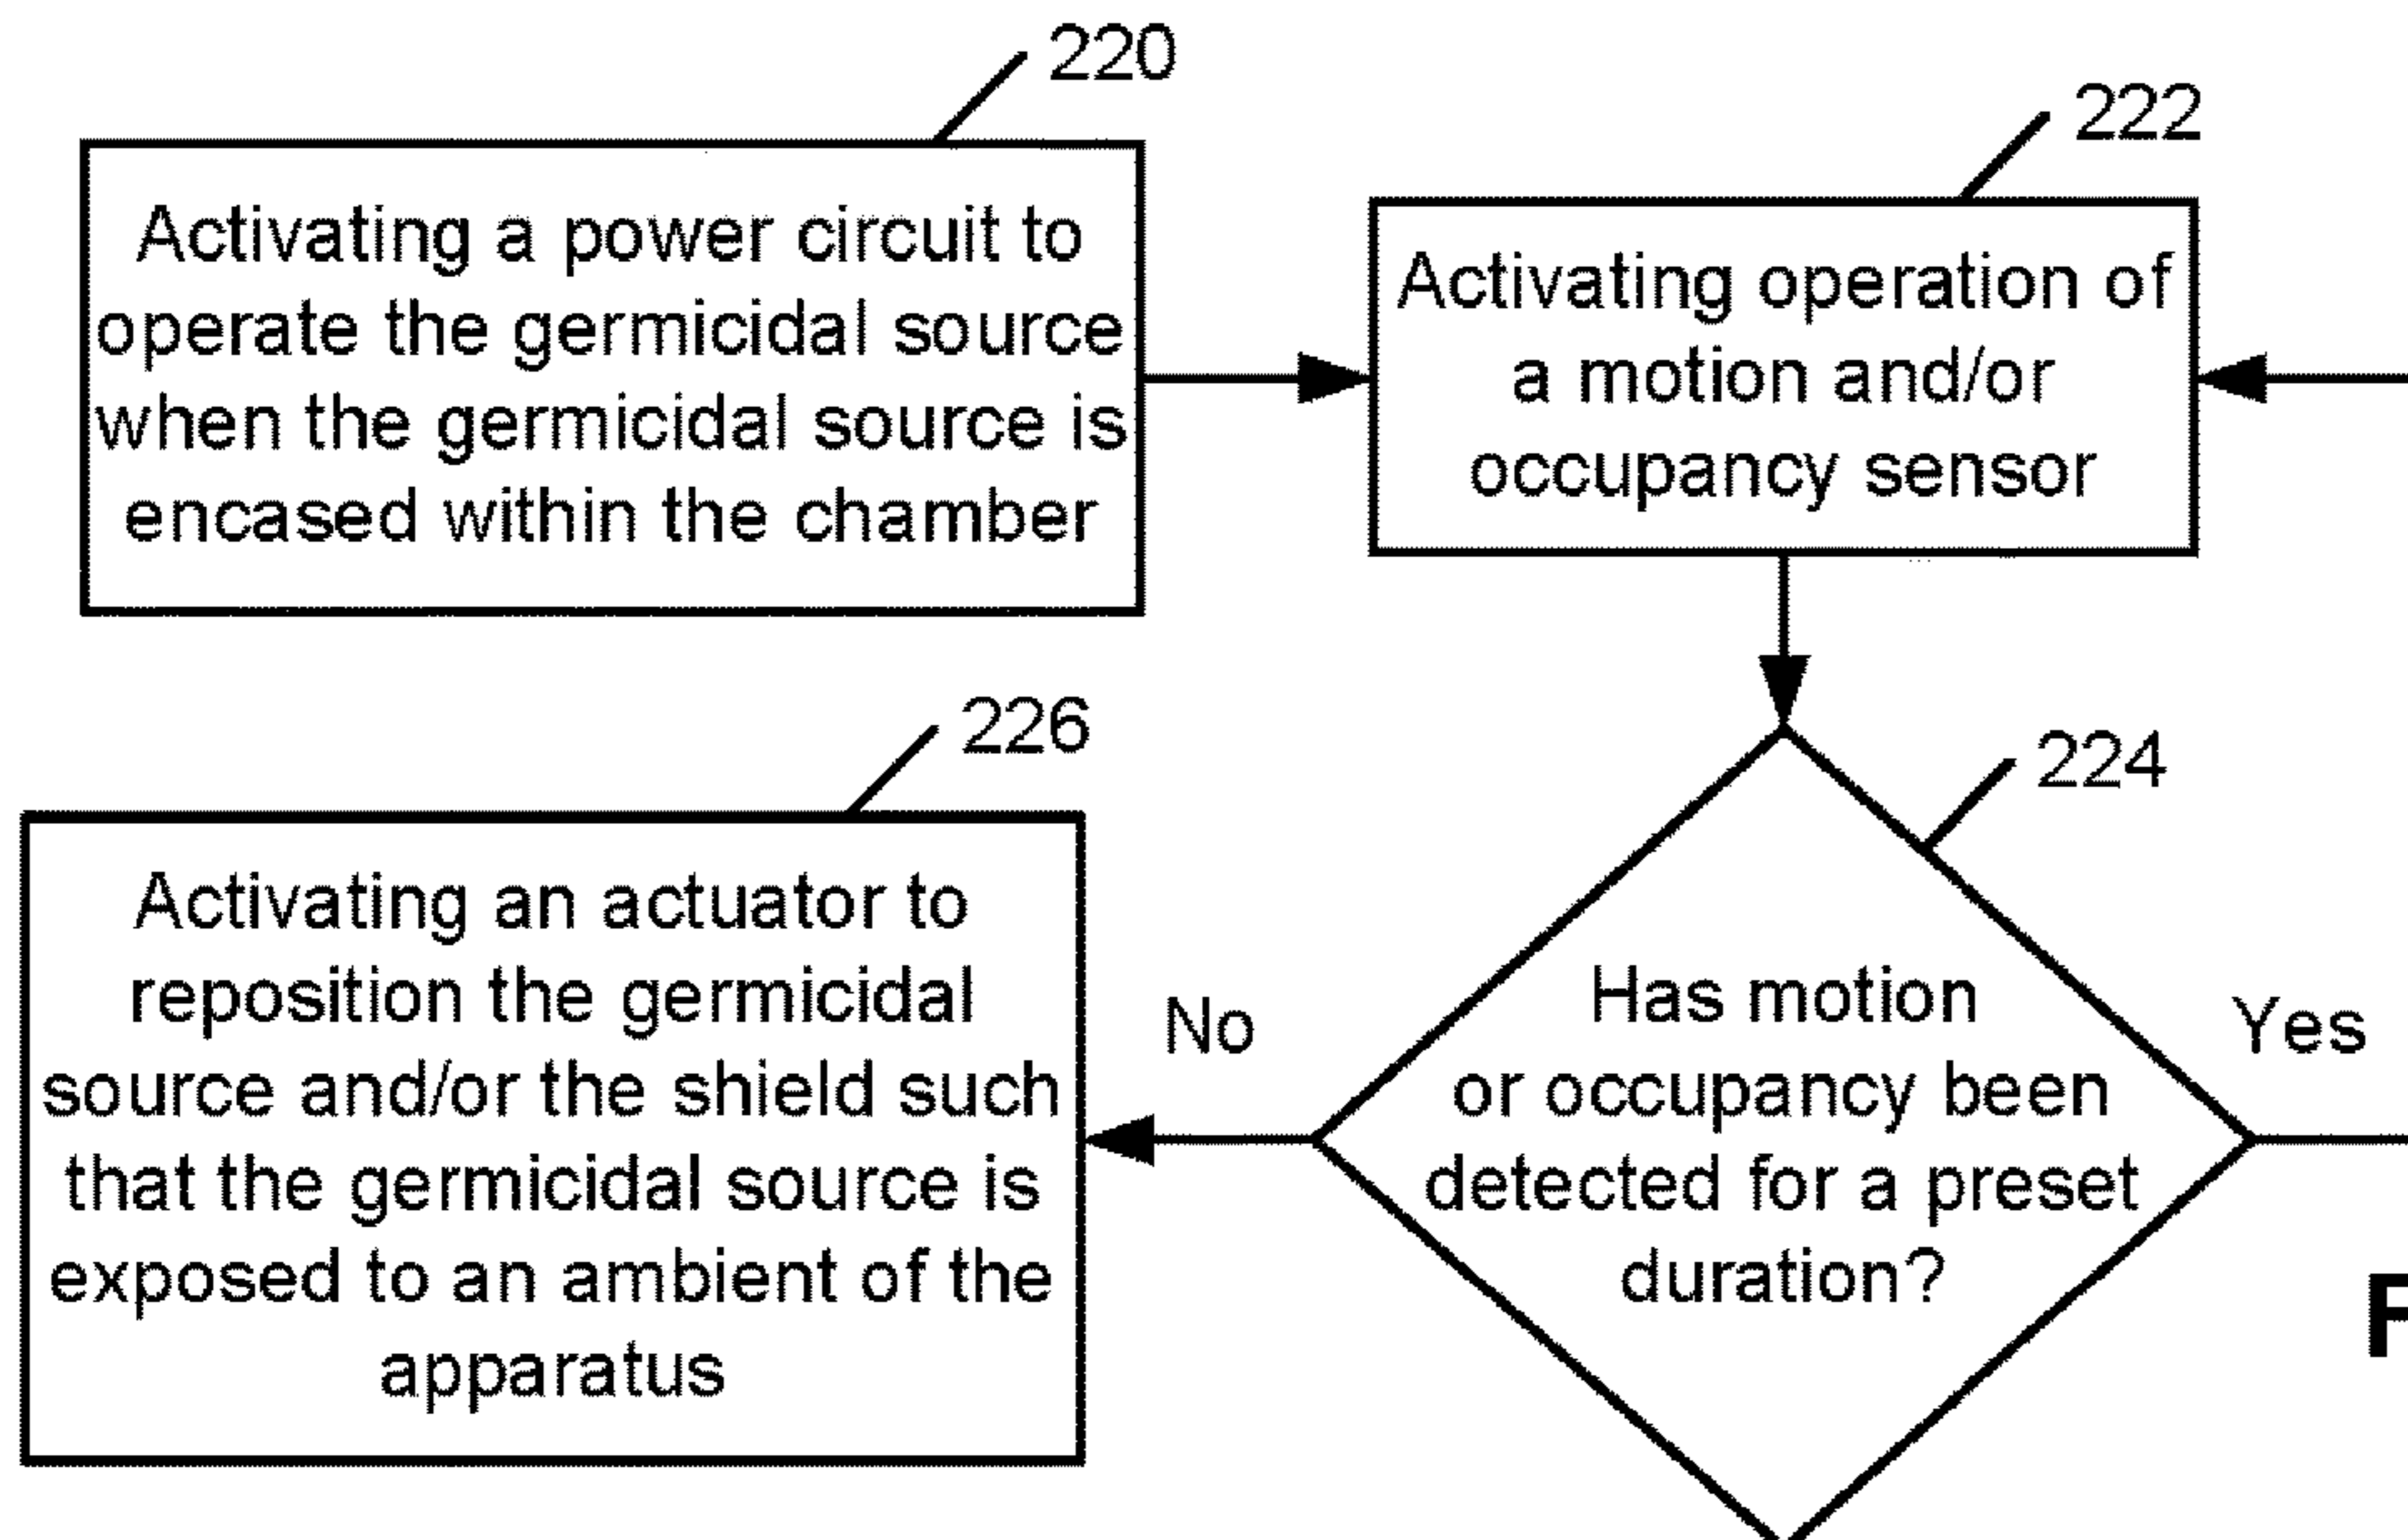 220
Activating a power circuit to
operate the germicidal source
when the germicidal source is
encased within the chamber
222
Activating operation of
a motion and/or
occupancy sensor
224
Has motion
or occupancy been
detected for a preset
duration?
Yes
No
226
Activating an actuator to
reposition the germicidal
source and/or the shield such
that the germicidal source is
exposed to an ambient of the
apparatus